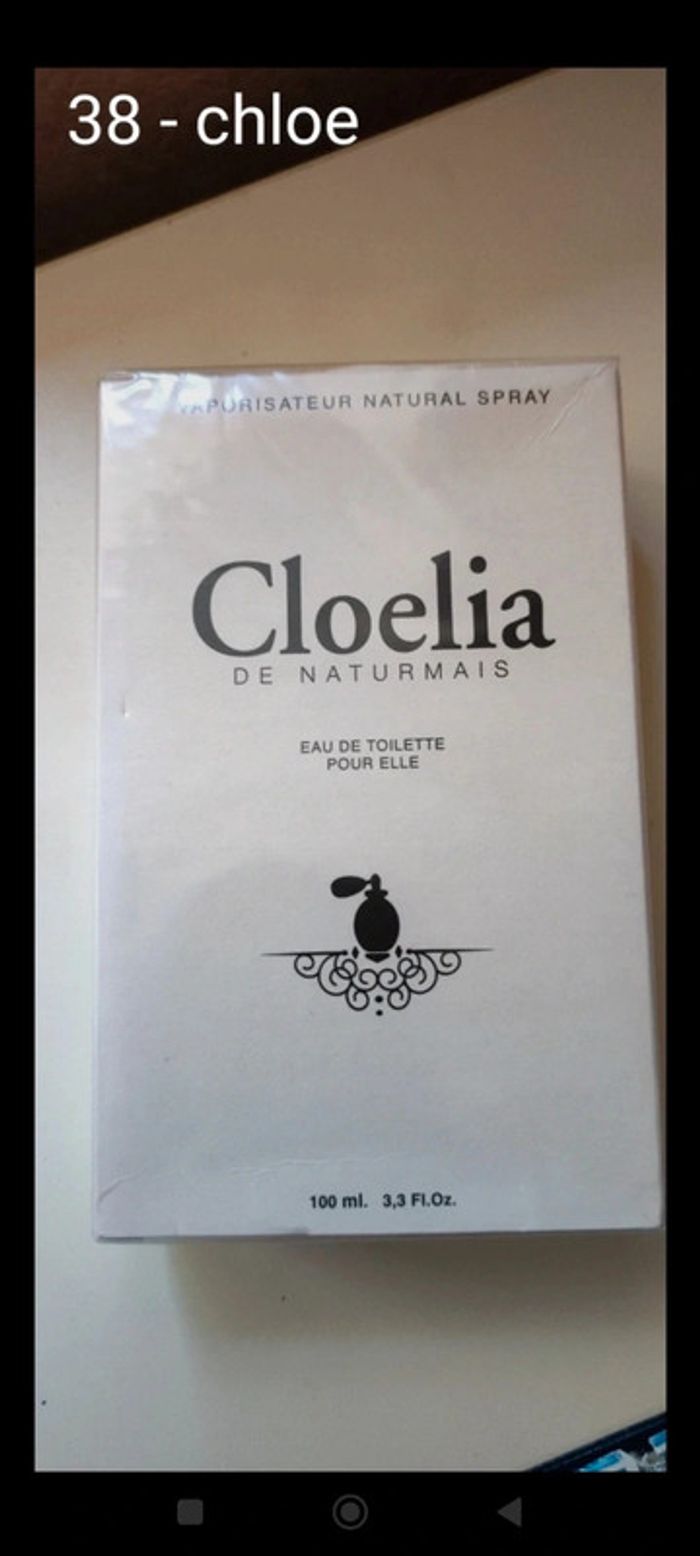 38 - chloe
VAPORISATEUR NATURAL SPRAY
Cloelia
DE NATURMAIS
EAU DE TOILETTE
POUR ELLE
100 ml. 3,3 Fl.Oz.